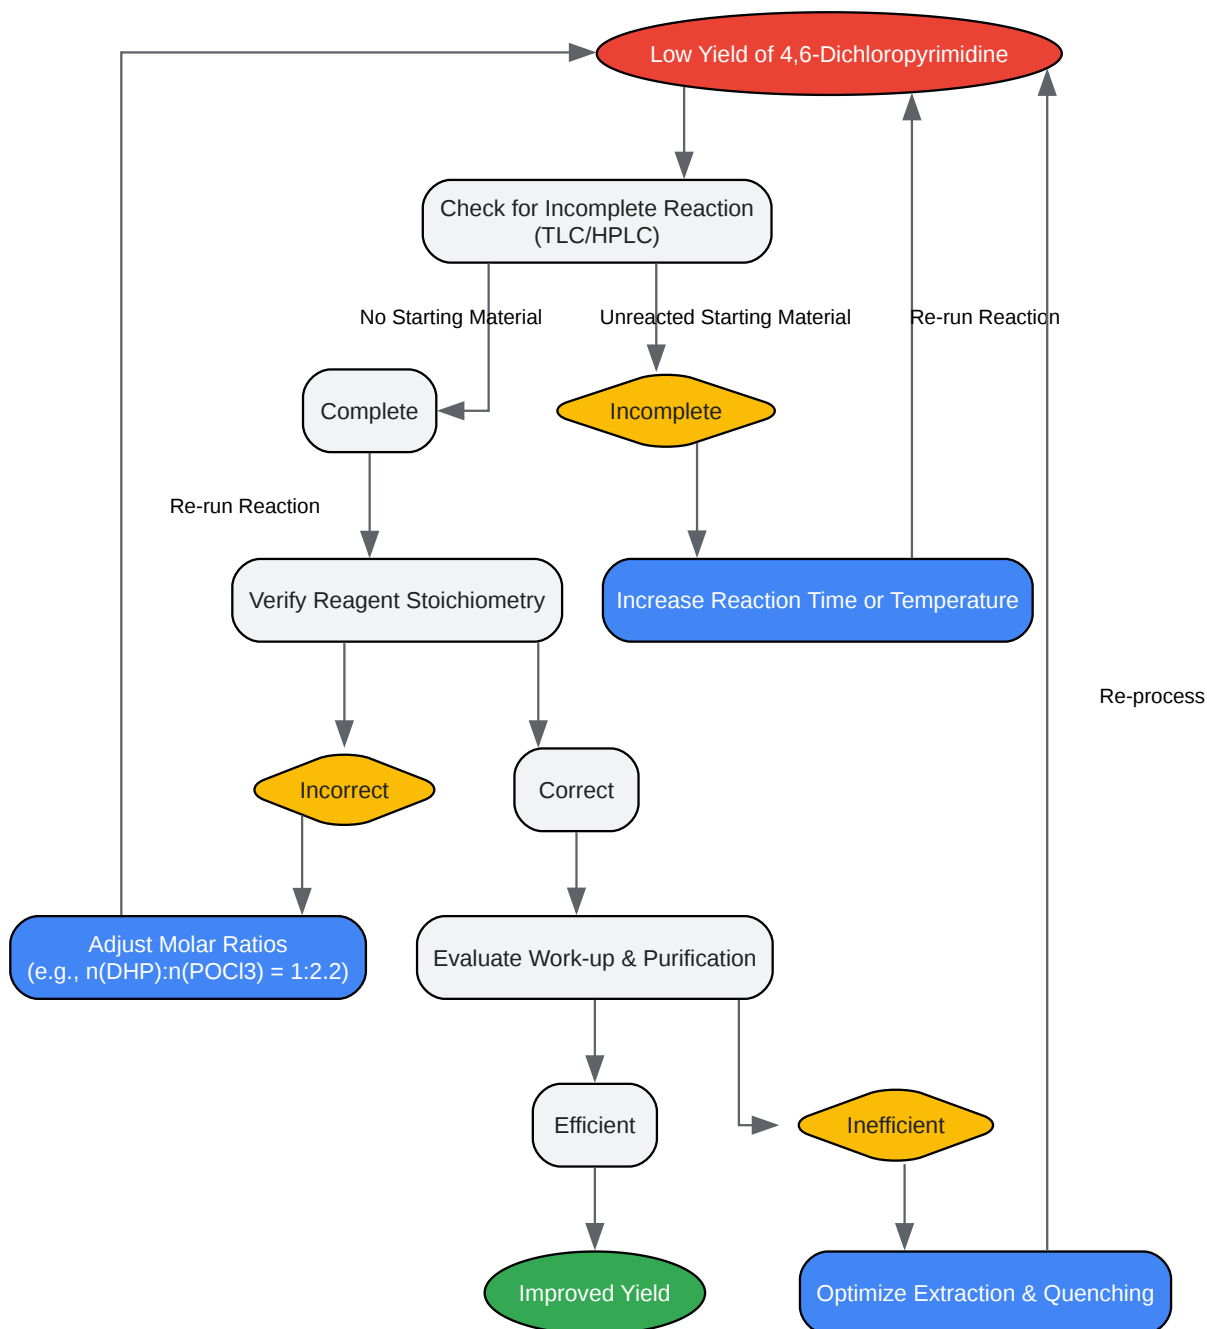 Low Yield of 4,6-Dichloropyrimidine
Check for Incomplete Reaction
(TLC/HPLC)
No Starting Material
Unreacted Starting Material
Re-run Reaction
Complete
Incomplete
Re-run Reaction
Verify Reagent Stoichiometry
Increase Reaction Time or Temperature
Re-process
Incorrect
Correct
Adjust Molar Ratios
(e.g., n(DHP):n(POCl3) = 1:2.2)
Evaluate Work-up & Purification
Efficient
Inefficient
Improved Yield
Optimize Extraction & Quenching